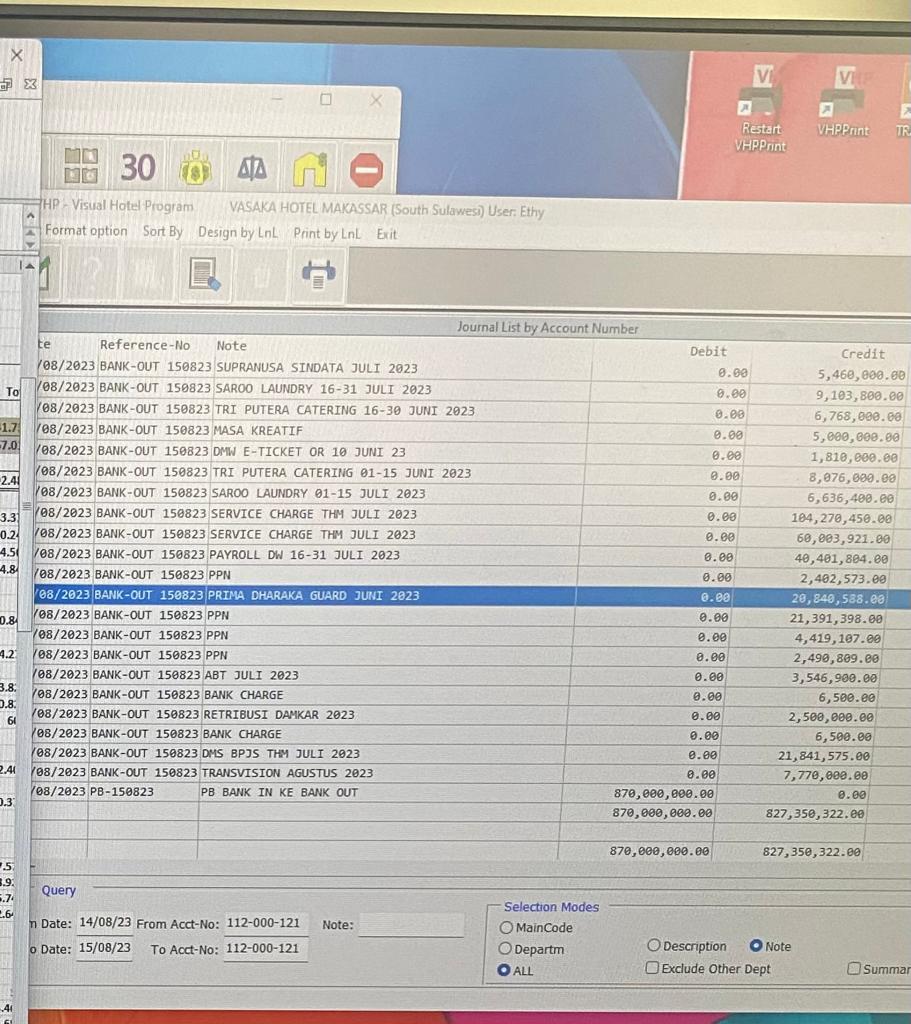 VHP
VHP
Restart
VHPPrint
VHPPrint
TR
30
HP - Visual Hotel Program VASAKA HOTEL MAKASSAR (South Sulawesi) User: Ethy
Format option Sort By Design by LnL Print by LnL Exit
Journal List by Account Number
te Reference-No Note Debit Credit
/08/2023 BANK-OUT 150823 SUPRANUSA SINDATA JULI 2023 0.00 5,460,000.00
/08/2023 BANK-OUT 150823 SAROO LAUNDRY 16-31 JULI 2023 0.00 9,103,800.00
/08/2023 BANK-OUT 150823 TRI PUTERA CATERING 16-30 JUNI 2023 0.00 6,768,000.00
/08/2023 BANK-OUT 150823 MASA KREATIF 0.00 5,000,000.00
/08/2023 BANK-OUT 150823 DMW E-TICKET OR 10 JUNI 23 0.00 1,810,000.00
/08/2023 BANK-OUT 150823 TRI PUTERA CATERING 01-15 JUNI 2023 0.00 8,076,000.00
/08/2023 BANK-OUT 150823 SAROO LAUNDRY 01-15 JULI 2023 0.00 6,636,400.00
/08/2023 BANK-OUT 150823 SERVICE CHARGE THM JULI 2023 0.00 104,270,450.00
/08/2023 BANK-OUT 150823 SERVICE CHARGE THM JULI 2023 0.00 60,003,921.00
/08/2023 BANK-OUT 150823 PAYROLL DW 16-31 JULI 2023 0.00 40,401,804.00
/08/2023 BANK-OUT 150823 PPN 0.00 2,402,573.00
/08/2023 BANK-OUT 150823 PRIMA DHARAKA GUARD JUNI 2023 0.00 20,840,588.00
/08/2023 BANK-OUT 150823 PPN 0.00 21,391,398.00
/08/2023 BANK-OUT 150823 PPN 0.00 4,419,107.00
/08/2023 BANK-OUT 150823 PPN 0.00 2,490,809.00
/08/2023 BANK-OUT 150823 ABT JULI 2023 0.00 3,546,900.00
/08/2023 BANK-OUT 150823 BANK CHARGE 0.00 6,500.00
/08/2023 BANK-OUT 150823 RETRIBUSI DAMKAR 2023 0.00 2,500,000.00
/08/2023 BANK-OUT 150823 BANK CHARGE 0.00 6,500.00
/08/2023 BANK-OUT 150823 DMS BPJS THM JULI 2023 0.00 21,841,575.00
/08/2023 BANK-OUT 150823 TRANSVISION AGUSTUS 2023 0.00 7,770,000.00
/08/2023 PB-150823 PB BANK IN KE BANK OUT 870,000,000.00 0.00
870,000,000.00 827,350,322.00
870,000,000.00 827,350,322.00
Query
m Date: 14/08/23 From Acct-No: 112-000-121 Note:
o Date: 15/08/23 To Acct-No: 112-000-121
Selection Modes
MainCode
Departm Description Note
ALL Exclude Other Dept Summar
To